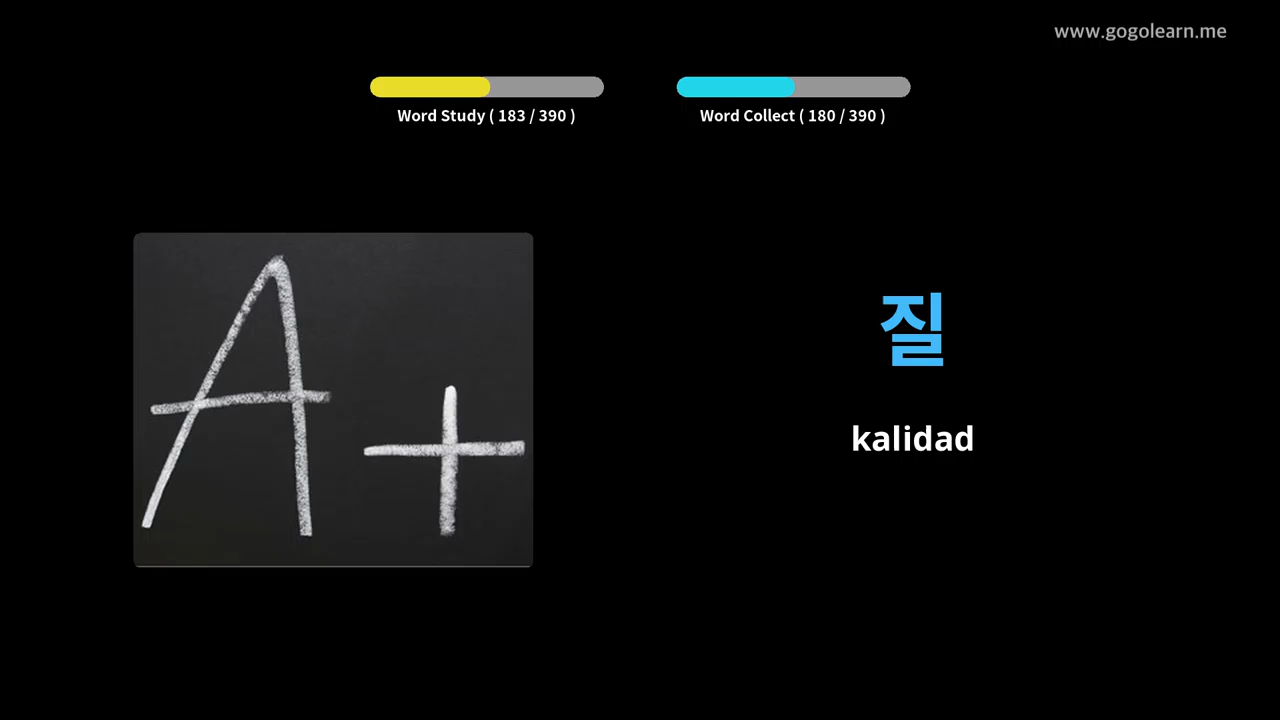 www.gogolearn.me
Word Study ( 183 / 390 )
Word Collect ( 180 / 390 )
A+
질
kalidad